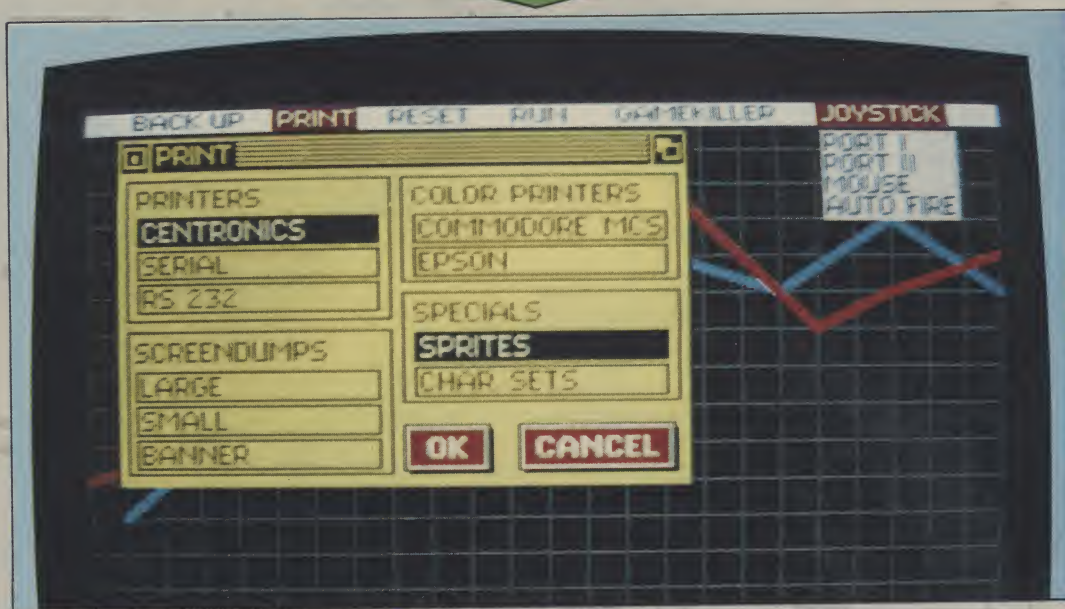 BACK UP PRINT RESET RUN GAMEKILLER JOYSTICK
PORT I
PORT II
MOUSE
AUTO FIRE
PRINT
PRINTERS
CENTRONICS
SERIAL
RS 232
SCREENDUMPS
LARGE
SMALL
BANNER
COLOR PRINTERS
COMMODORE MCS
EPSON
SPECIALS
SPRITES
CHAR SETS
OK CANCEL